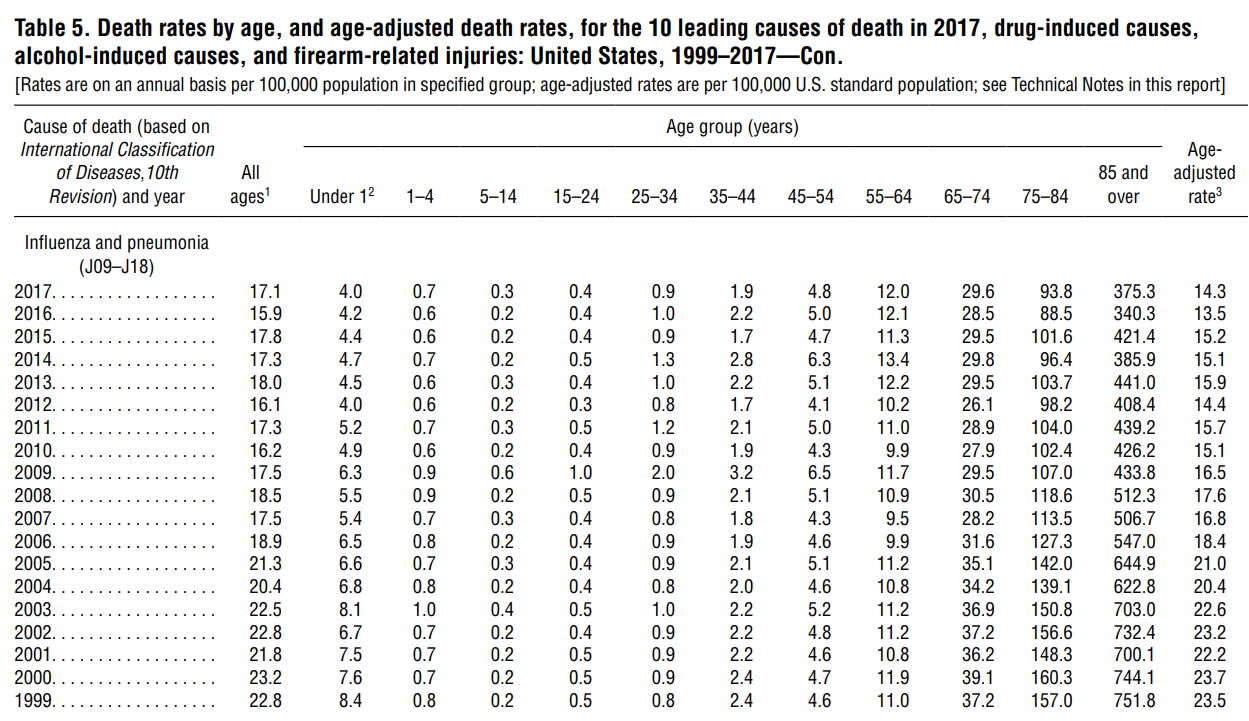 Table 5. Death rates by age, and age-adjusted death rates, for the 10 leading causes of death in 2017, drug-induced causes,
alcohol-induced causes, and firearm-related injuries: United States, 1999–2017—Con.
[Rates are on an annual basis per 100,000 population in specified group; age-adjusted rates are per 100,000 U.S. standard population; see Technical Notes in this report]
Cause of death (based on International Classification of Diseases,10th Revision) and year
All ages1
Age group (years)
Under 12 1–4 5–14 15–24 25–34 35–44 45–54 55–64 65–74 75–84 85 and over
Age-adjusted rate3
Influenza and pneumonia
(J09–J18)
2017. . . . . . . . . . . . . . . . . . 17.1 4.0 0.7 0.3 0.4 0.9 1.9 4.8 12.0 29.6 93.8 375.3 14.3
2016. . . . . . . . . . . . . . . . . . 15.9 4.2 0.6 0.2 0.4 1.0 2.2 5.0 12.1 28.5 88.5 340.3 13.5
2015. . . . . . . . . . . . . . . . . . 17.8 4.4 0.6 0.2 0.4 0.9 1.7 4.7 11.3 29.5 101.6 421.4 15.2
2014. . . . . . . . . . . . . . . . . . 17.3 4.7 0.7 0.2 0.5 1.3 2.8 6.3 13.4 29.8 96.4 385.9 15.1
2013. . . . . . . . . . . . . . . . . . 18.0 4.5 0.6 0.3 0.4 1.0 2.2 5.1 12.2 29.5 103.7 441.0 15.9
2012. . . . . . . . . . . . . . . . . . 16.1 4.0 0.6 0.2 0.3 0.8 1.7 4.1 10.2 26.1 98.2 408.4 14.4
2011. . . . . . . . . . . . . . . . . . 17.3 5.2 0.7 0.3 0.5 1.2 2.1 5.0 11.0 28.9 104.0 439.2 15.7
2010. . . . . . . . . . . . . . . . . . 16.2 4.9 0.6 0.2 0.4 0.9 1.9 4.3 9.9 27.9 102.4 426.2 15.1
2009. . . . . . . . . . . . . . . . . . 17.5 6.3 0.9 0.6 1.0 2.0 3.2 6.5 11.7 29.5 107.0 433.8 16.5
2008. . . . . . . . . . . . . . . . . . 18.5 5.5 0.9 0.2 0.5 0.9 2.1 5.1 10.9 30.5 118.6 512.3 17.6
2007. . . . . . . . . . . . . . . . . . 17.5 5.4 0.7 0.3 0.4 0.8 1.8 4.3 9.5 28.2 113.5 506.7 16.8
2006. . . . . . . . . . . . . . . . . . 18.9 6.5 0.8 0.2 0.4 0.9 1.9 4.6 9.9 31.6 127.3 547.0 18.4
2005. . . . . . . . . . . . . . . . . . 21.3 6.6 0.7 0.3 0.4 0.9 2.1 5.1 11.2 35.1 142.0 644.9 21.0
2004. . . . . . . . . . . . . . . . . . 20.4 6.8 0.8 0.2 0.4 0.8 2.0 4.6 10.8 34.2 139.1 622.8 20.4
2003. . . . . . . . . . . . . . . . . . 22.5 8.1 1.0 0.4 0.5 1.0 2.2 5.2 11.2 36.9 150.8 703.0 22.6
2002. . . . . . . . . . . . . . . . . . 22.8 6.7 0.7 0.2 0.4 0.9 2.2 4.8 11.2 37.2 156.6 732.4 23.2
2001. . . . . . . . . . . . . . . . . . 21.8 7.5 0.7 0.2 0.5 0.9 2.2 4.6 10.8 36.2 148.3 700.1 22.2
2000. . . . . . . . . . . . . . . . . . 23.2 7.6 0.7 0.2 0.5 0.9 2.4 4.7 11.9 39.1 160.3 744.1 23.7
1999. . . . . . . . . . . . . . . . . . 22.8 8.4 0.8 0.2 0.5 0.8 2.4 4.6 11.0 37.2 157.0 751.8 23.5